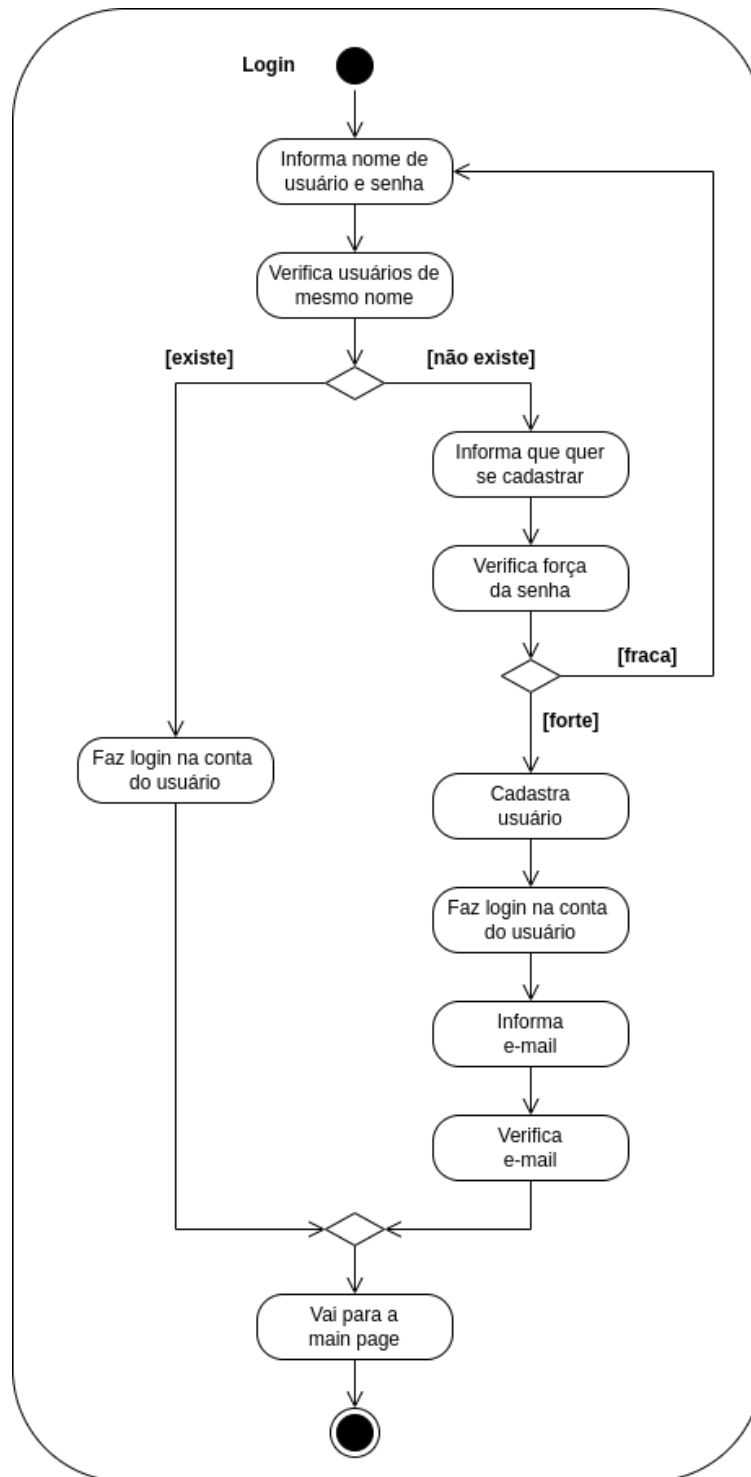 Login
Informa nome de
usuário e senha
Verifica usuários de
mesmo nome
[existe]
[não existe]
Informa que quer
se cadastrar
Verifica força
da senha
[fraca]
[forte]
Faz login na conta
do usuário
Cadastra
usuário
Faz login na conta
do usuário
Informa
e-mail
Verifica
e-mail
Vai para a
main page